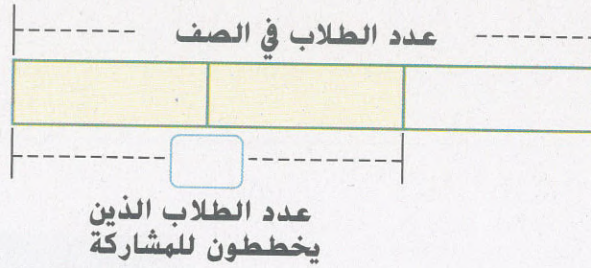 عدد الطلاب في الصف
عدد الطلاب الذين
يخططون للمشاركة